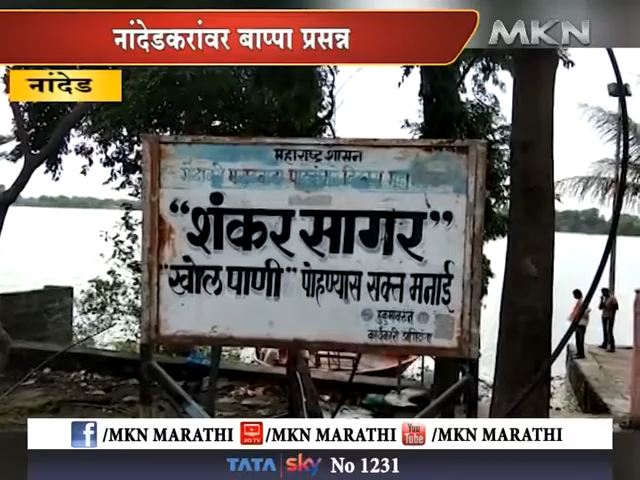 नांदेडकरांवर बाप्पा प्रसन्न
MKN
नांदेड
महाराष्ट्र शासन
"शंकर सागर"
"खोल पाणी" पोहण्यास सक्त मनाई
हुकुमावरुन
कार्यकारी अभियंता
/MKN MARATHI /MKN MARATHI /MKN MARATHI
TATA sky No 1231